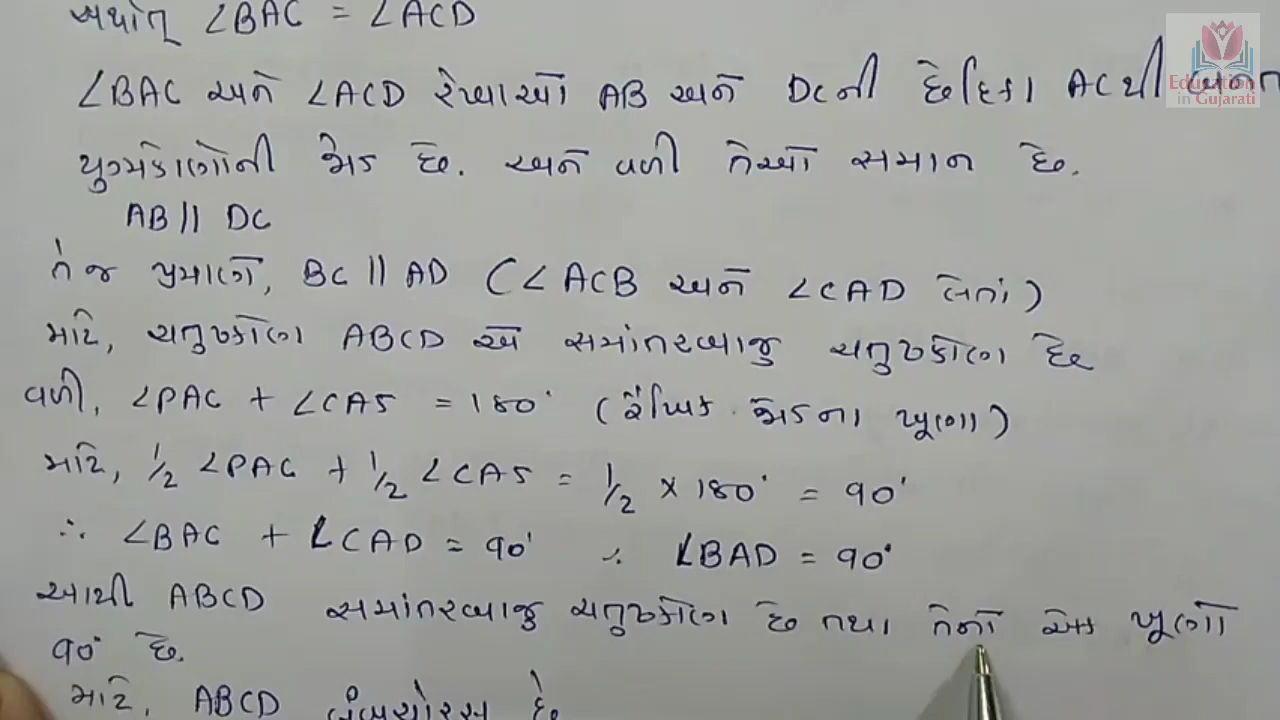 અર્થાત્ ∠BAC = ∠ACD
∠BAC અને ∠ACD રેખાઓ AB અને DCની છેદિકા ACથી બનતા
યુગ્મકોણોની જોડ છે. અને વળી તેઓ સમાન છે.
AB || DC
તે જ પ્રમાણે, BC || AD (∠ACB અને ∠CAD લેતાં)
માટે, ચતુષ્કોણ ABCD એ સમાંતરબાજુ ચતુષ્કોણ છે
વળી, ∠PAC + ∠CAS = 180° (રૈખિક જોડના ખૂણા)
માટે, 1/2 ∠PAC + 1/2 ∠CAS = 1/2 × 180° = 90°
∴ ∠BAC + ∠CAD = 90° ∴ ∠BAD = 90°
આથી ABCD સમાંતરબાજુ ચતુષ્કોણ છે તથા તેનો એક ખૂણો
90° છે.
માટે, ABCD લંબચોરસ છે
Education
in Gujarati